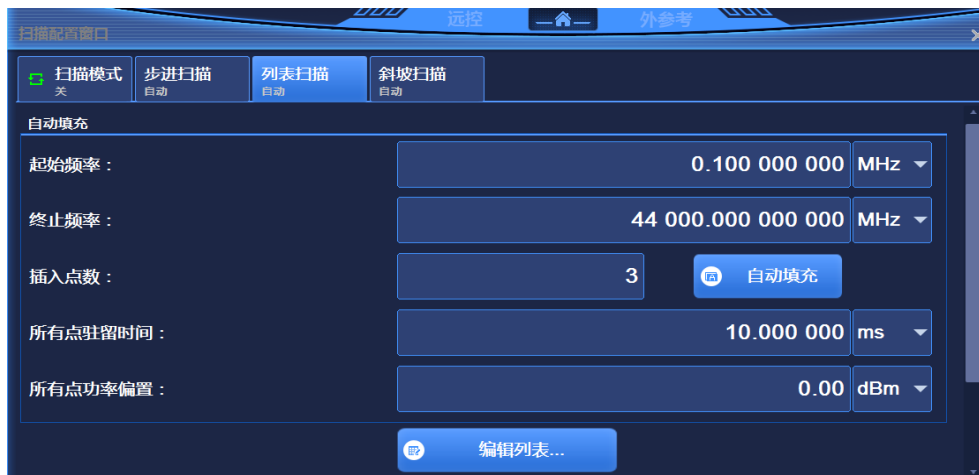 远控 外参考
扫描配置窗口
扫描模式 步进扫描 列表扫描 斜坡扫描
关 自动 自动 自动
自动填充
起始频率： 0.100 000 000 MHz
终止频率： 44 000.000 000 000 MHz
插入点数： 3 自动填充
所有点驻留时间： 10.000 000 ms
所有点功率偏置： 0.00 dBm
编辑列表...